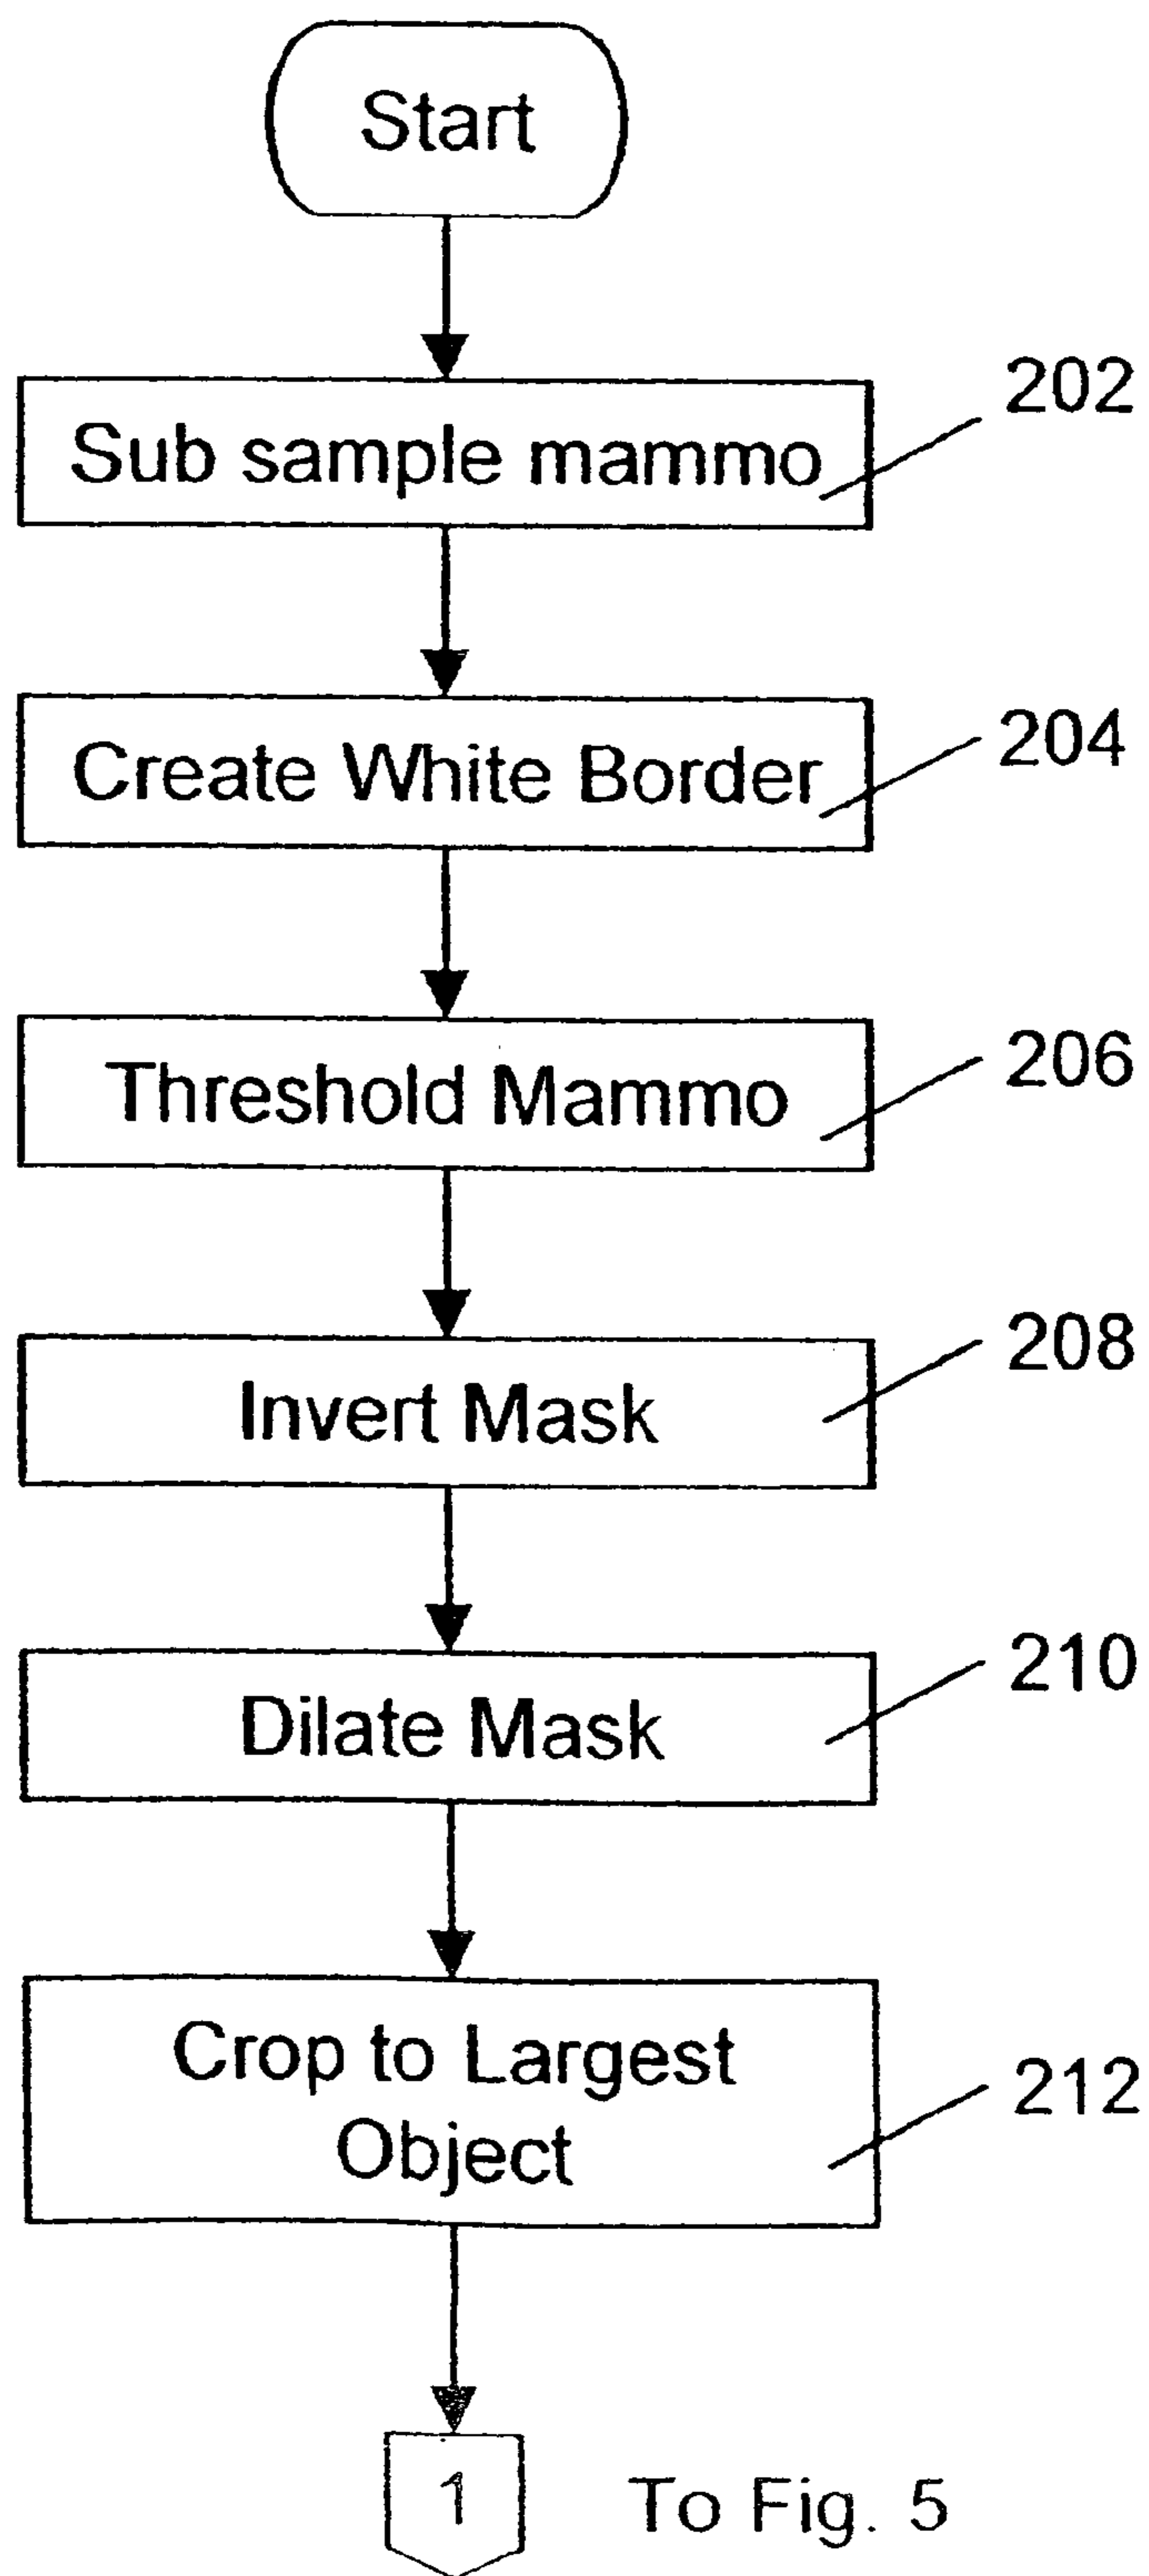 Start
Sub sample mammo
202
Create White Border
204
Threshold Mammo
206
Invert Mask
208
Dilate Mask
210
Crop to Largest
Object
212
1
To Fig. 5